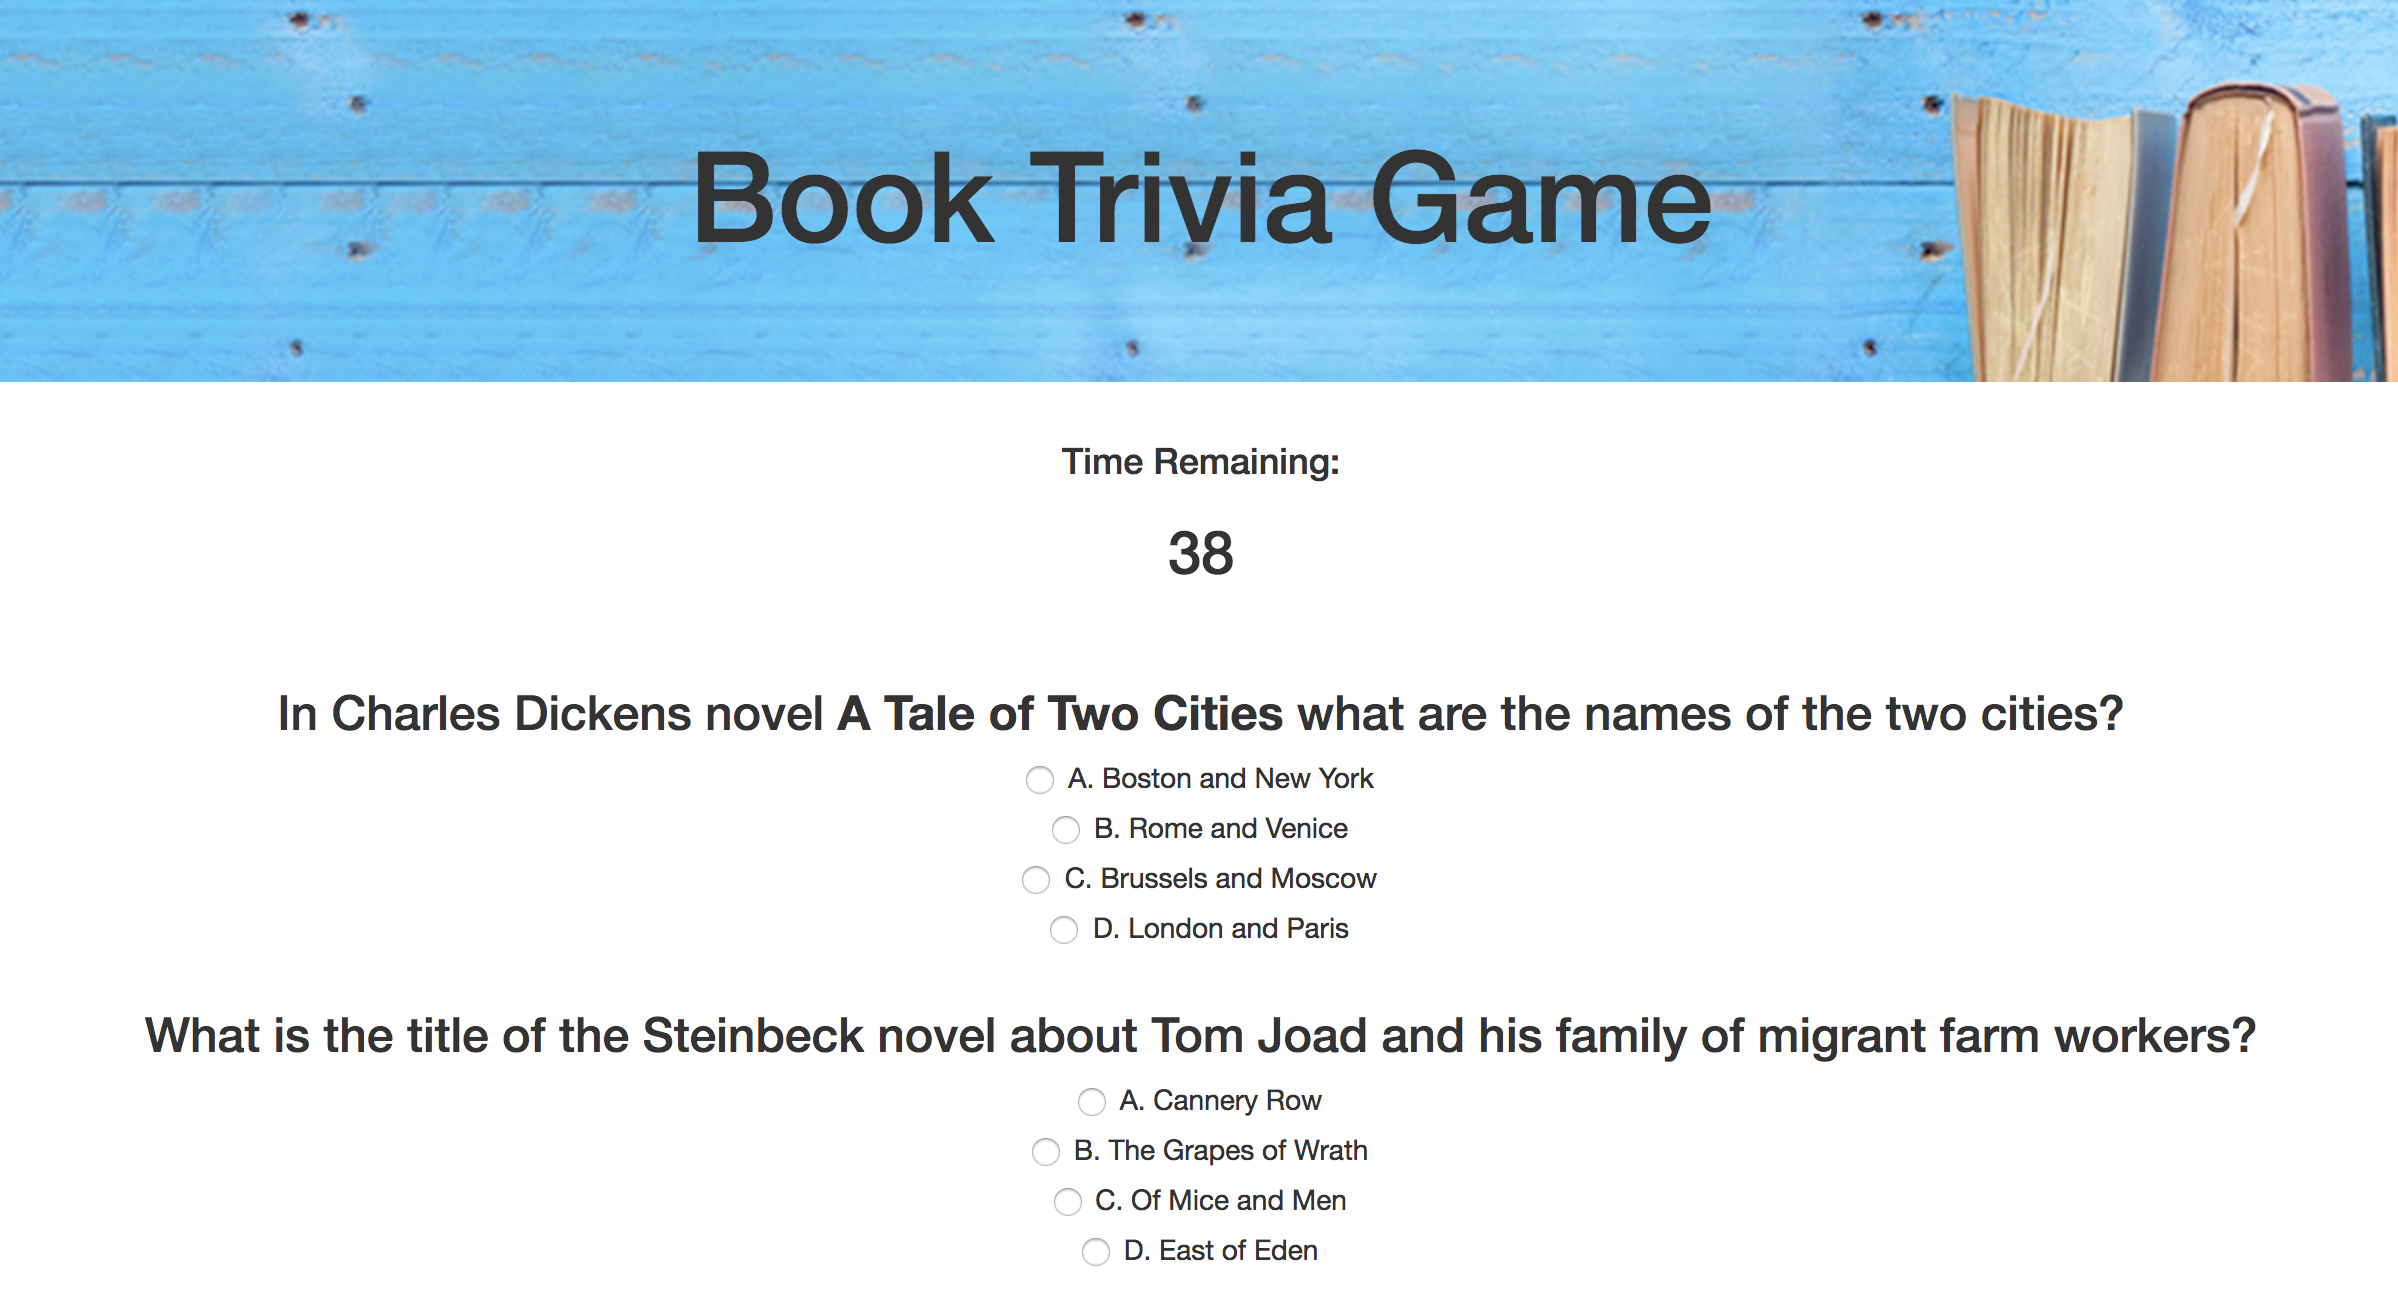 Book Trivia Game
Time Remaining:
38
In Charles Dickens novel A Tale of Two Cities what are the names of the two cities?
A. Boston and New York
B. Rome and Venice
C. Brussels and Moscow
D. London and Paris
What is the title of the Steinbeck novel about Tom Joad and his family of migrant farm workers?
A. Cannery Row
B. The Grapes of Wrath
C. Of Mice and Men
D. East of Eden